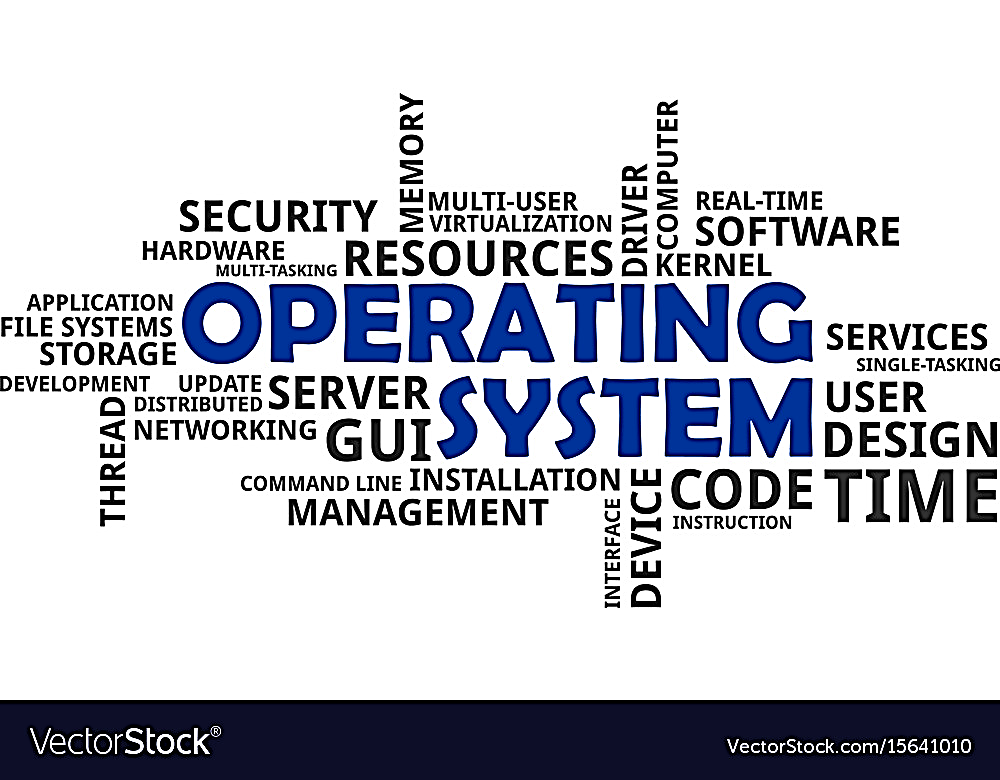 MEMORY
COMPUTER
SECURITY
MULTI-USER
DRIVER
REAL-TIME
VIRTUALIZATION
SOFTWARE
HARDWARE
MULTI-TASKING
RESOURCES
KERNEL
APPLICATION
OPERATING
FILE SYSTEMS
SERVICES
STORAGE
SINGLE-TASKING
DEVELOPMENT
UPDATE
SERVER
SYSTEM
USER
DISTRIBUTED
THREAD
NETWORKING
GUI
DESIGN
COMMAND LINE
INSTALLATION
DEVICE
CODE
TIME
MANAGEMENT
INTERFACE
INSTRUCTION
VectorStock®
VectorStock.com/15641010